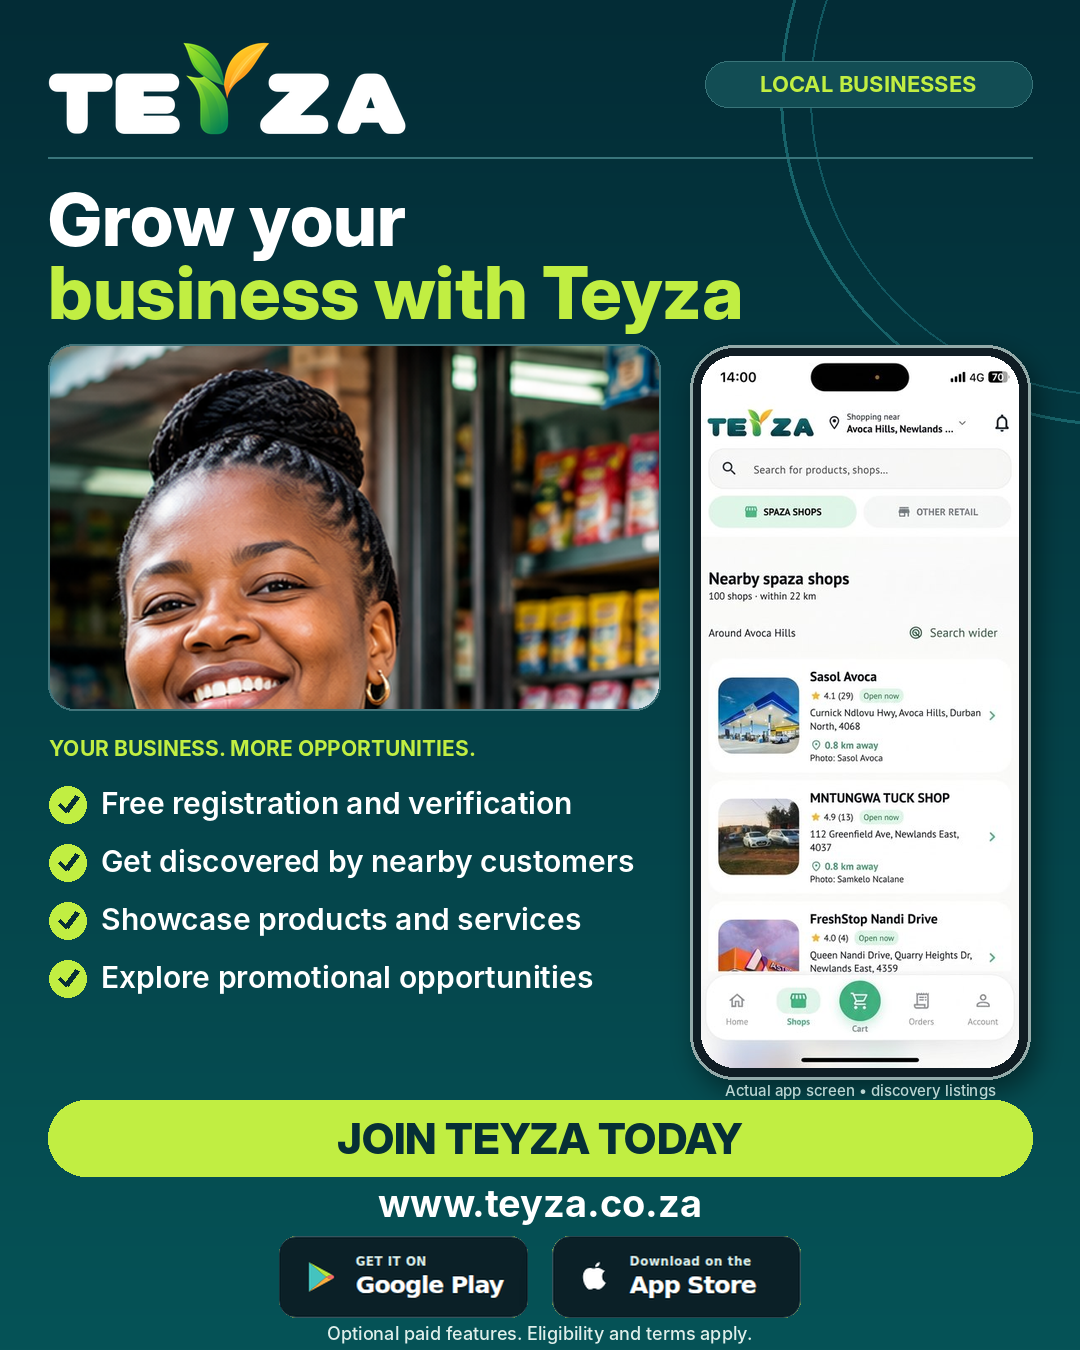 TEYZA
LOCAL BUSINESSES
Grow your
business with Teyza
14:00
4G 70
TEYZA
Shopping near
Avoca Hills, Newlands ...
Search for products, shops...
SPAZA SHOPS
OTHER RETAIL
Nearby spaza shops
100 shops · within 22 km
Around Avoca Hills
Search wider
Sasol Avoca
4.1 (29) Open now
Curnick Ndlovu Hwy, Avoca Hills, Durban
North, 4068
0.8 km away
Photo: Sasol Avoca
MNTUNGWA TUCK SHOP
4.9 (13) Open now
112 Greenfield Ave, Newlands East,
4037
0.8 km away
Photo: Samkelo Ncalane
FreshStop Nandi Drive
4.0 (4) Open now
Queen Nandi Drive, Quarry Heights Dr,
Newlands East, 4359
Home
Shops
Cart
Orders
Account
Actual app screen • discovery listings
YOUR BUSINESS. MORE OPPORTUNITIES.
Free registration and verification
Get discovered by nearby customers
Showcase products and services
Explore promotional opportunities
JOIN TEYZA TODAY
www.teyza.co.za
GET IT ON
Google Play
Download on the
App Store
Optional paid features. Eligibility and terms apply.